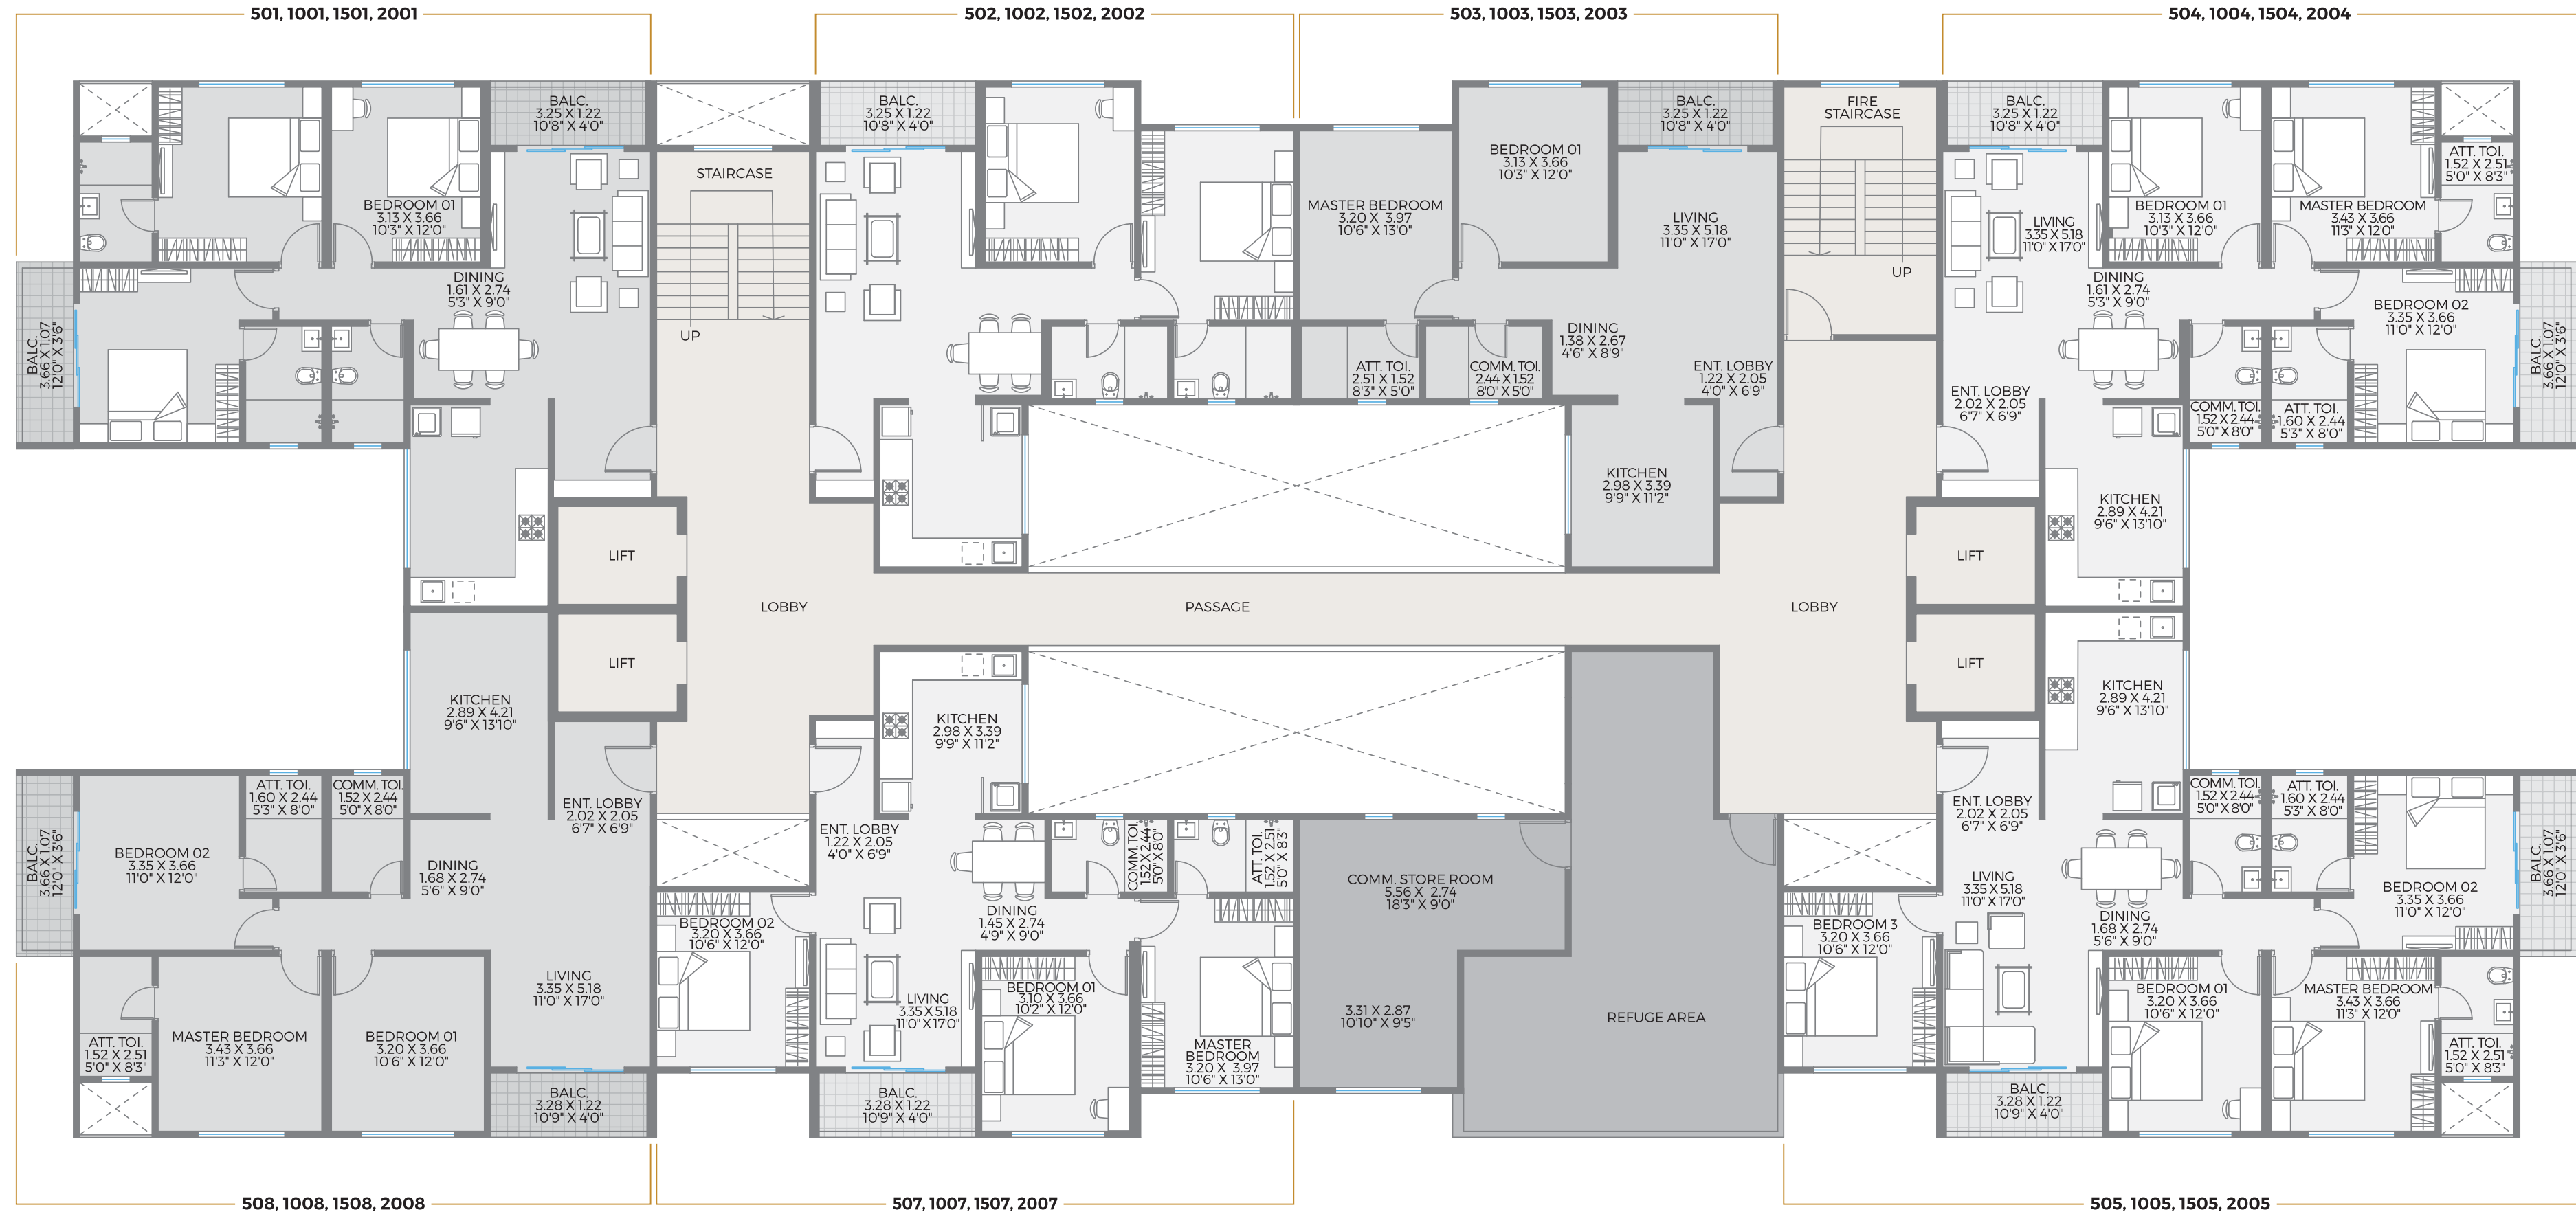 501, 1001, 1501, 2001
502, 1002, 1502, 2002
503, 1003, 1503, 2003
504, 1004, 1504, 2004
BALC.
3.25 X 1.22
10'8" X 4'0"
BEDROOM 01
3.13 X 3.66
10'3" X 12'0"
DINING
1.61 X 2.74
5'3" X 9'0"
BALC.
3.66 X 1.07
12'0" X 3'6"
STAIRCASE
UP
BALC.
3.25 X 1.22
10'8" X 4'0"
MASTER BEDROOM
3.20 X 3.97
10'6" X 13'0"
BEDROOM 01
3.13 X 3.66
10'3" X 12'0"
BALC.
3.25 X 1.22
10'8" X 4'0"
LIVING
3.35 X 5.18
11'0" X 17'0"
DINING
1.38 X 2.67
4'6" X 8'9"
ATT. TOI.
2.51 X 1.52
8'3" X 5'0"
COMM. TOI.
2.44 X 1.52
8'0" X 5'0"
ENT. LOBBY
1.22 X 2.05
4'0" X 6'9"
KITCHEN
2.98 X 3.39
9'9" X 11'2"
FIRE
STAIRCASE
UP
BALC.
3.25 X 1.22
10'8" X 4'0"
LIVING
3.35 X 5.18
11'0" X 17'0"
BEDROOM 01
3.13 X 3.66
10'3" X 12'0"
MASTER BEDROOM
3.43 X 3.66
11'3" X 12'0"
ATT. TOI.
1.52 X 2.51
5'0" X 8'3"
DINING
1.61 X 2.74
5'3" X 9'0"
BEDROOM 02
3.35 X 3.66
11'0" X 12'0"
BALC.
3.66 X 1.07
12'0" X 3'6"
ENT. LOBBY
2.02 X 2.05
6'7" X 6'9"
COMM. TOI.
1.52 X 2.44
5'0" X 8'0"
ATT. TOI.
1.60 X 2.44
5'3" X 8'0"
KITCHEN
2.89 X 4.21
9'6" X 13'10"
LIFT
LIFT
LOBBY
PASSAGE
LOBBY
LIFT
LIFT
KITCHEN
2.89 X 4.21
9'6" X 13'10"
ATT. TOI.
1.60 X 2.44
5'3" X 8'0"
COMM. TOI.
1.52 X 2.44
5'0" X 8'0"
ENT. LOBBY
2.02 X 2.05
6'7" X 6'9"
BALC.
3.66 X 1.07
12'0" X 3'6"
BEDROOM 02
3.35 X 3.66
11'0" X 12'0"
DINING
1.68 X 2.74
5'6" X 9'0"
LIVING
3.35 X 5.18
11'0" X 17'0"
ATT. TOI.
1.52 X 2.51
5'0" X 8'3"
MASTER BEDROOM
3.43 X 3.66
11'3" X 12'0"
BEDROOM 01
3.20 X 3.66
10'6" X 12'0"
BALC.
3.28 X 1.22
10'9" X 4'0"
KITCHEN
2.98 X 3.39
9'9" X 11'2"
ENT. LOBBY
1.22 X 2.05
4'0" X 6'9"
COMM. TOI.
1.52 X 2.44
5'0" X 8'0"
ATT. TOI.
1.52 X 2.51
5'0" X 8'3"
BEDROOM 02
3.20 X 3.66
10'6" X 12'0"
DINING
1.45 X 2.74
4'9" X 9'0"
LIVING
3.35 X 5.18
11'0" X 17'0"
BEDROOM 01
3.10 X 3.66
10'2" X 12'0"
MASTER
BEDROOM
3.20 X 3.97
10'6" X 13'0"
BALC.
3.28 X 1.22
10'9" X 4'0"
COMM. STORE ROOM
5.56 X 2.74
18'3" X 9'0"
3.31 X 2.87
10'10" X 9'5"
REFUGE AREA
KITCHEN
2.89 X 4.21
9'6" X 13'10"
ENT. LOBBY
2.02 X 2.05
6'7" X 6'9"
COMM. TOI.
1.52 X 2.44
5'0" X 8'0"
ATT. TOI.
1.60 X 2.44
5'3" X 8'0"
LIVING
3.35 X 5.18
11'0" X 17'0"
BEDROOM 3
3.20 X 3.66
10'6" X 12'0"
DINING
1.68 X 2.74
5'6" X 9'0"
BEDROOM 02
3.35 X 3.66
11'0" X 12'0"
BALC.
3.66 X 1.07
12'0" X 3'6"
BEDROOM 01
3.20 X 3.66
10'6" X 12'0"
MASTER BEDROOM
3.43 X 3.66
11'3" X 12'0"
ATT. TOI.
1.52 X 2.51
5'0" X 8'3"
BALC.
3.28 X 1.22
10'9" X 4'0"
508, 1008, 1508, 2008
507, 1007, 1507, 2007
505, 1005, 1505, 2005